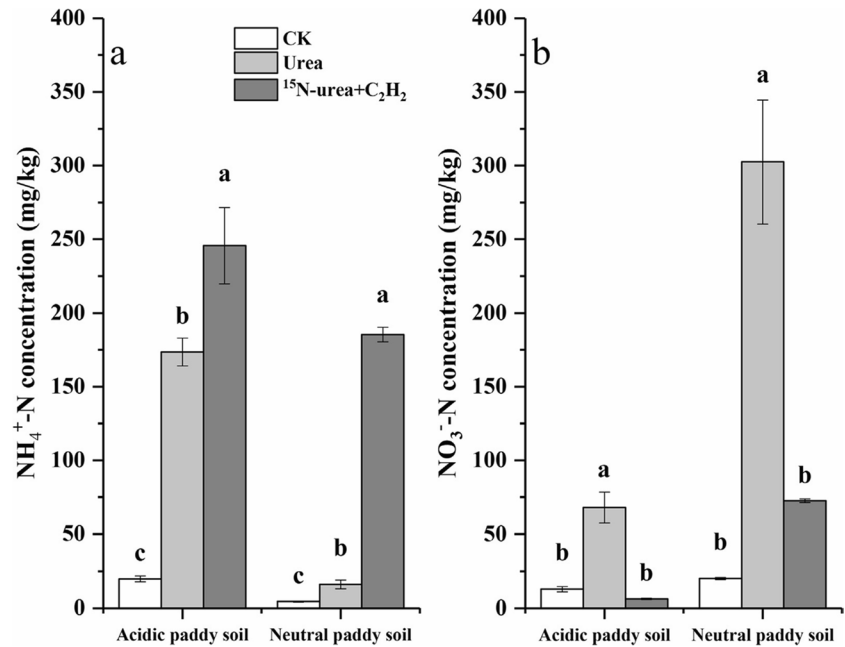 a
CK
Urea
¹⁵N-urea+C₂H₂
NH₄⁺-N concentration (mg/kg)
400
350
300
250
200
150
100
50
0
c
b
a
c
b
a
Acidic paddy soil
Neutral paddy soil
b
NO₃⁻-N concentration (mg/kg)
400
350
300
250
200
150
100
50
0
b
a
b
b
a
b
Acidic paddy soil
Neutral paddy soil